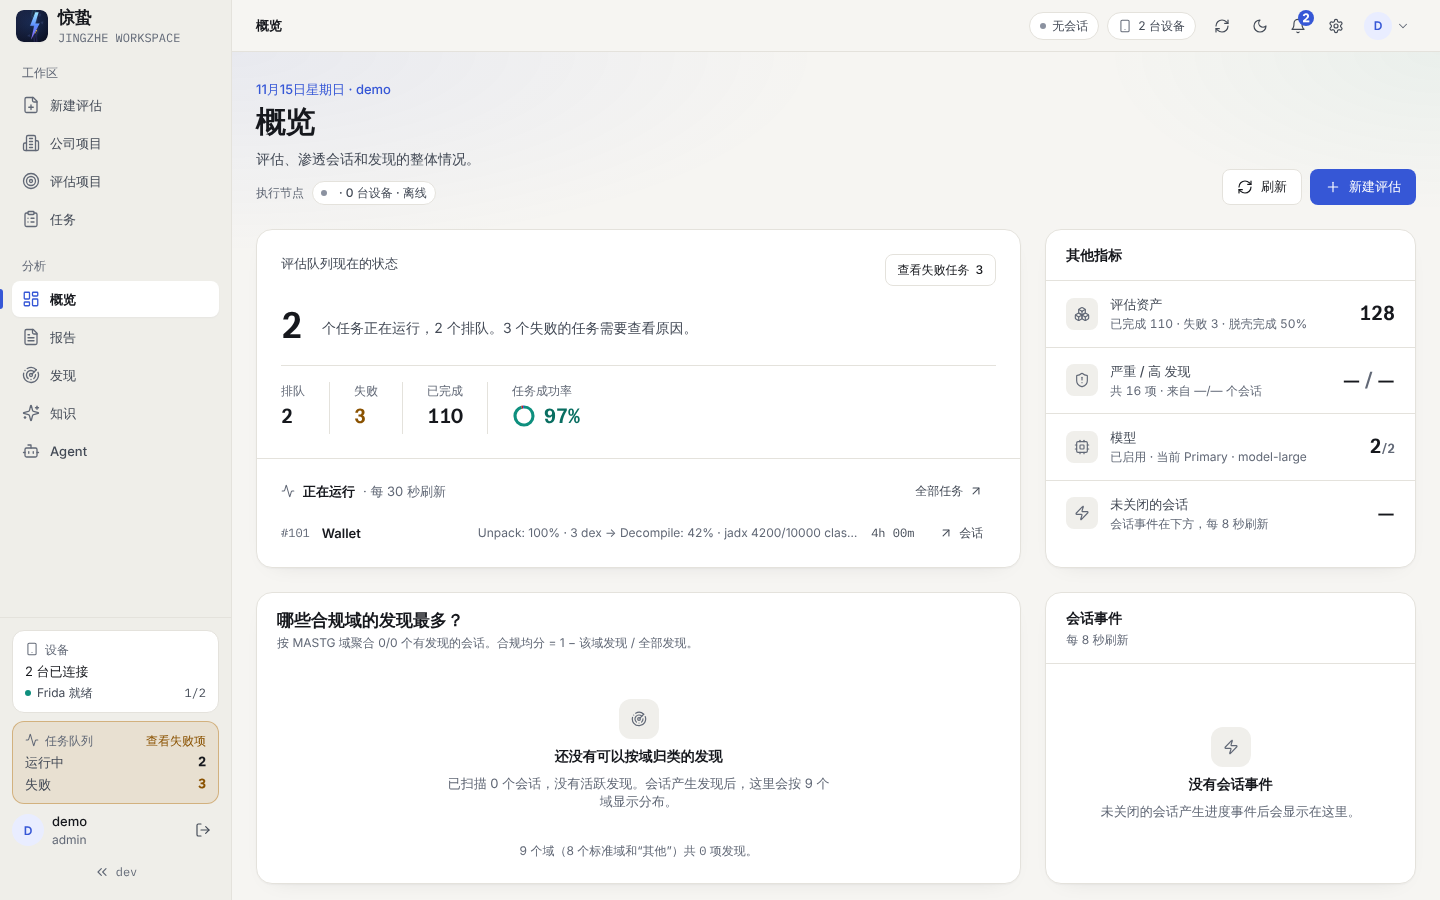 惊蛰
JINGZHE WORKSPACE
工作区
新建评估
公司项目
评估项目
任务
分析
概览
报告
发现
知识
Agent
设备
2 台已连接
Frida 就绪 1/2
任务队列 查看失败项
运行中 2
失败 3
D demo
admin
dev
概览
无会话
2 台设备
2
D
11月15日星期日 · demo
概览
评估、渗透会话和发现的整体情况。
执行节点 · 0 台设备 · 离线
刷新
新建评估
评估队列现在的状态
查看失败任务 3
2 个任务正在运行，2 个排队。3 个失败的任务需要查看原因。
排队 失败 已完成 任务成功率
2 3 110 97%
正在运行 · 每 30 秒刷新 全部任务
#101 Wallet Unpack: 100% · 3 dex → Decompile: 42% · jadx 4200/10000 clas… 4h 00m 会话
其他指标
评估资产
已完成 110 · 失败 3 · 脱壳完成 50%
128
严重 / 高 发现
共 16 项 · 来自 —/— 个会话
— / —
模型
已启用 · 当前 Primary · model-large
2/2
未关闭的会话
会话事件在下方，每 8 秒刷新
—
哪些合规域的发现最多？
按 MASTG 域聚合 0/0 个有发现的会话。合规均分 = 1 − 该域发现 / 全部发现。
还没有可以按域归类的发现
已扫描 0 个会话，没有活跃发现。会话产生发现后，这里会按 9 个
域显示分布。
9 个域（8 个标准域和“其他”）共 0 项发现。
会话事件
每 8 秒刷新
没有会话事件
未关闭的会话产生进度事件后会显示在这里。